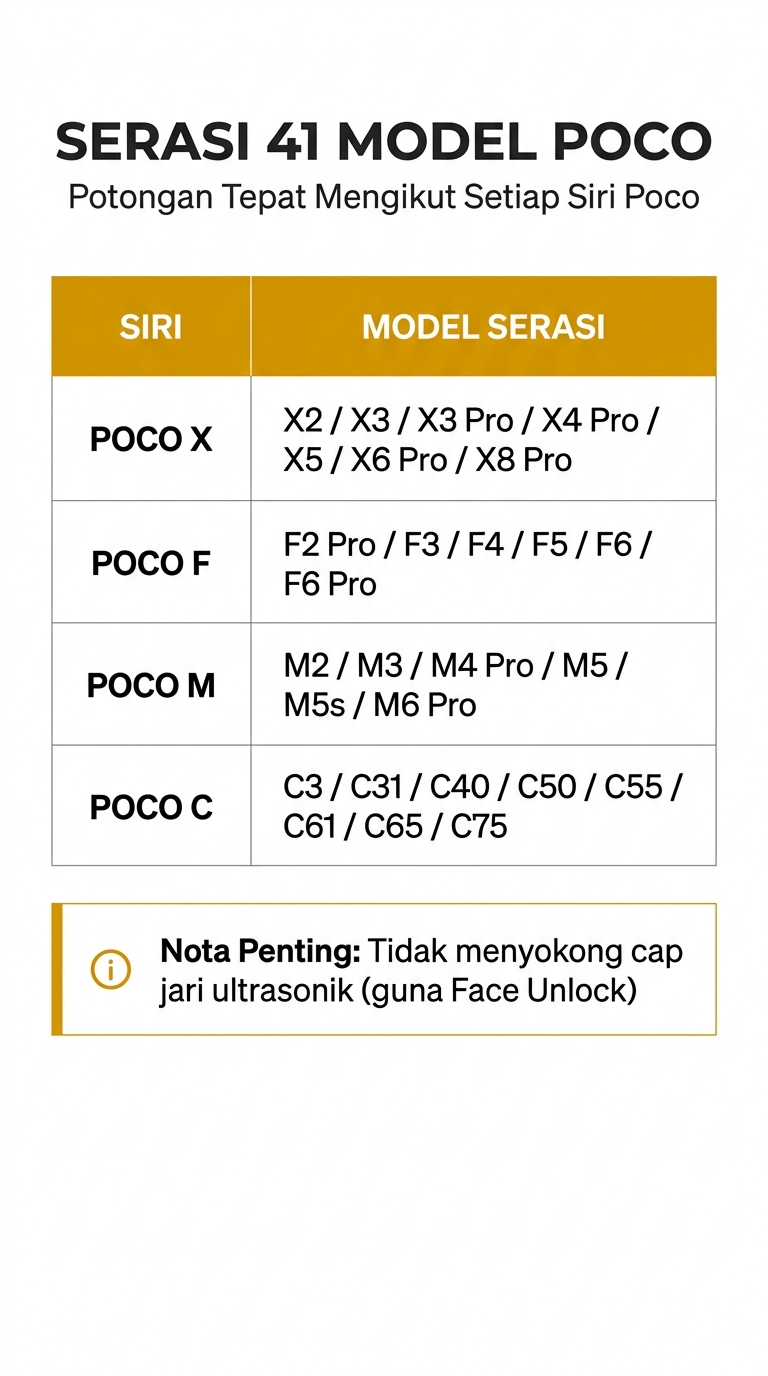 SERASI 41 MODEL POCO
Potongan Tepat Mengikut Setiap Siri Poco
SIRI
MODEL SERASI
POCO X
X2 / X3 / X3 Pro / X4 Pro /
X5 / X6 Pro / X8 Pro
POCO F
F2 Pro / F3 / F4 / F5 / F6 /
F6 Pro
POCO M
M2 / M3 / M4 Pro / M5 /
M5s / M6 Pro
POCO C
C3 / C31 / C40 / C50 / C55 /
C61 / C65 / C75
Nota Penting: Tidak menyokong cap
jari ultrasonik (guna Face Unlock)